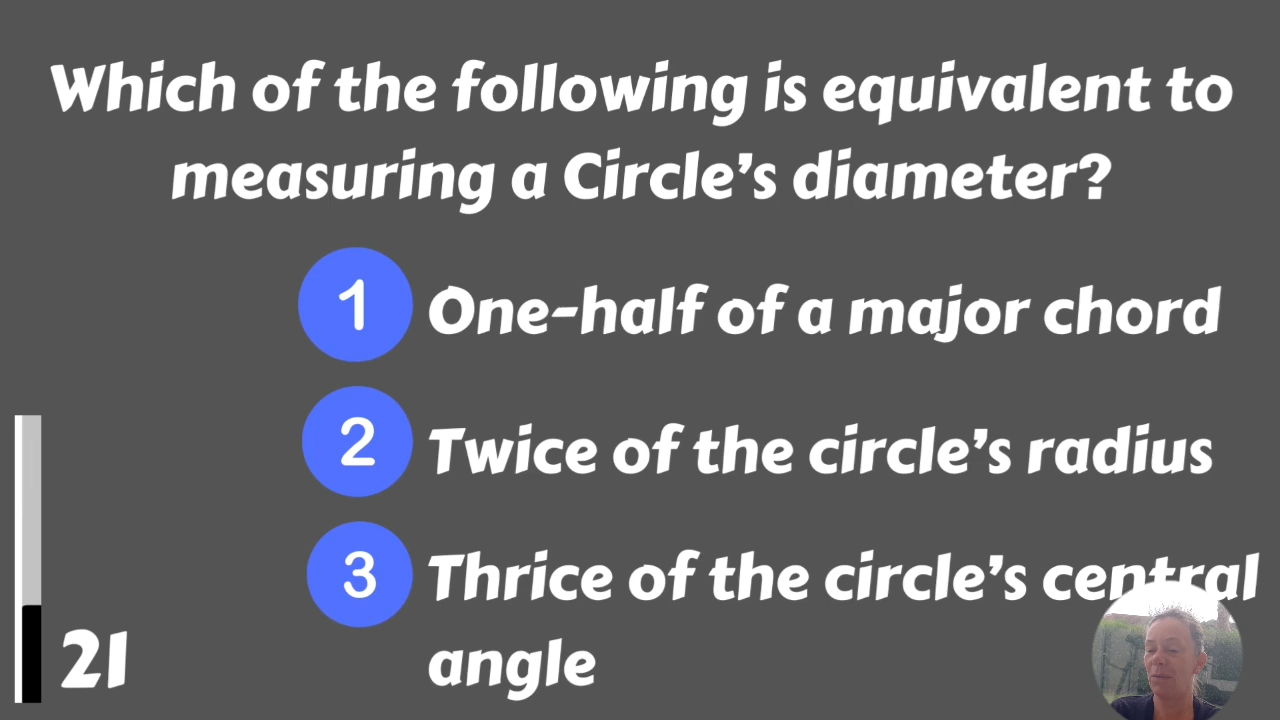 Which of the following is equivalent to
measuring a Circle’s diameter?
1 One-half of a major chord
2 Twice of the circle’s radius
3 Thrice of the circle’s central
angle
21